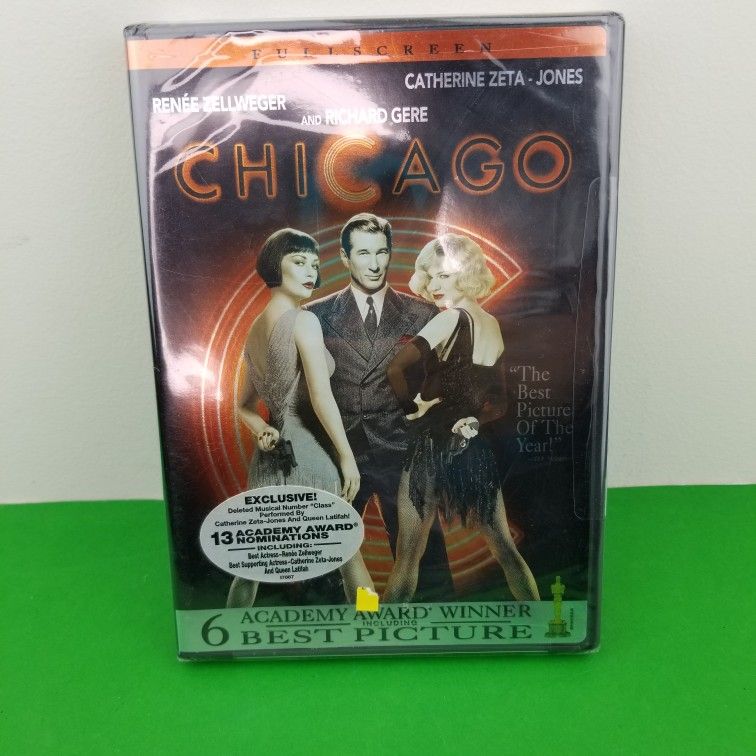 FULLSCREEN
CATHERINE ZETA - JONES
RENÉE ZELLWEGER
AND RICHARD GERE
CHICAGO
"The
Best
Picture
Of The
Year!"
EXCLUSIVE!
Deleted Musical Number "Class"
Performed By
Catherine Zeta-Jones And Queen Latifah!
13 ACADEMY AWARD®
NOMINATIONS
INCLUDING:
Best Actress-Renée Zellweger
Best Supporting Actress-Catherine Zeta-Jones
And Queen Latifah
6 ACADEMY AWARD® WINNER
INCLUDING
BEST PICTURE